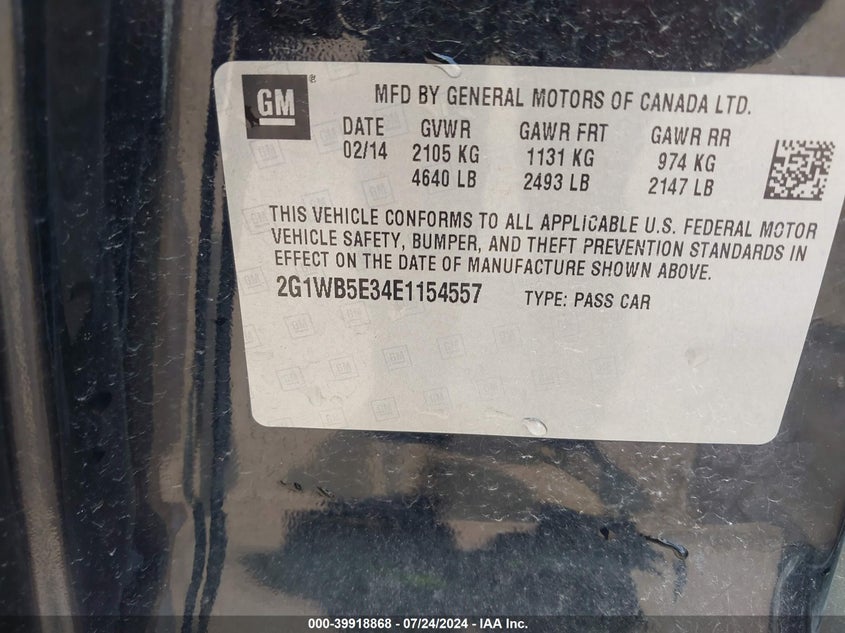 GM ®
MFD BY GENERAL MOTORS OF CANADA LTD.
DATE GVWR GAWR FRT GAWR RR
02/14 2105 KG 1131 KG 974 KG
4640 LB 2493 LB 2147 LB
THIS VEHICLE CONFORMS TO ALL APPLICABLE U.S. FEDERAL MOTOR
VEHICLE SAFETY, BUMPER, AND THEFT PREVENTION STANDARDS IN
EFFECT ON THE DATE OF MANUFACTURE SHOWN ABOVE.
2G1WB5E34E1154557 TYPE: PASS CAR
000-39918868 / 07/24/2024 - IAA Inc.